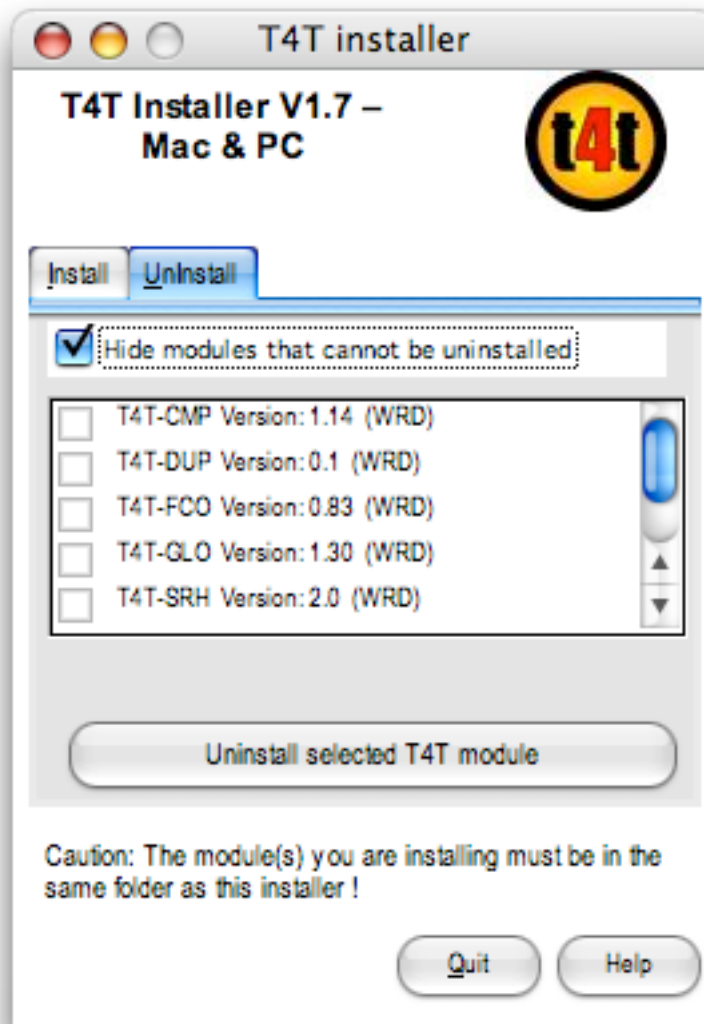 T4T installer
T4T Installer V1.7 –
Mac & PC
t4t
Install
UnInstall
Hide modules that cannot be uninstalled
T4T-CMP Version: 1.14 (WRD)
T4T-DUP Version: 0.1 (WRD)
T4T-FCO Version: 0.83 (WRD)
T4T-GLO Version: 1.30 (WRD)
T4T-SRH Version: 2.0 (WRD)
Uninstall selected T4T module
Caution: The module(s) you are installing must be in the
same folder as this installer !
Quit
Help